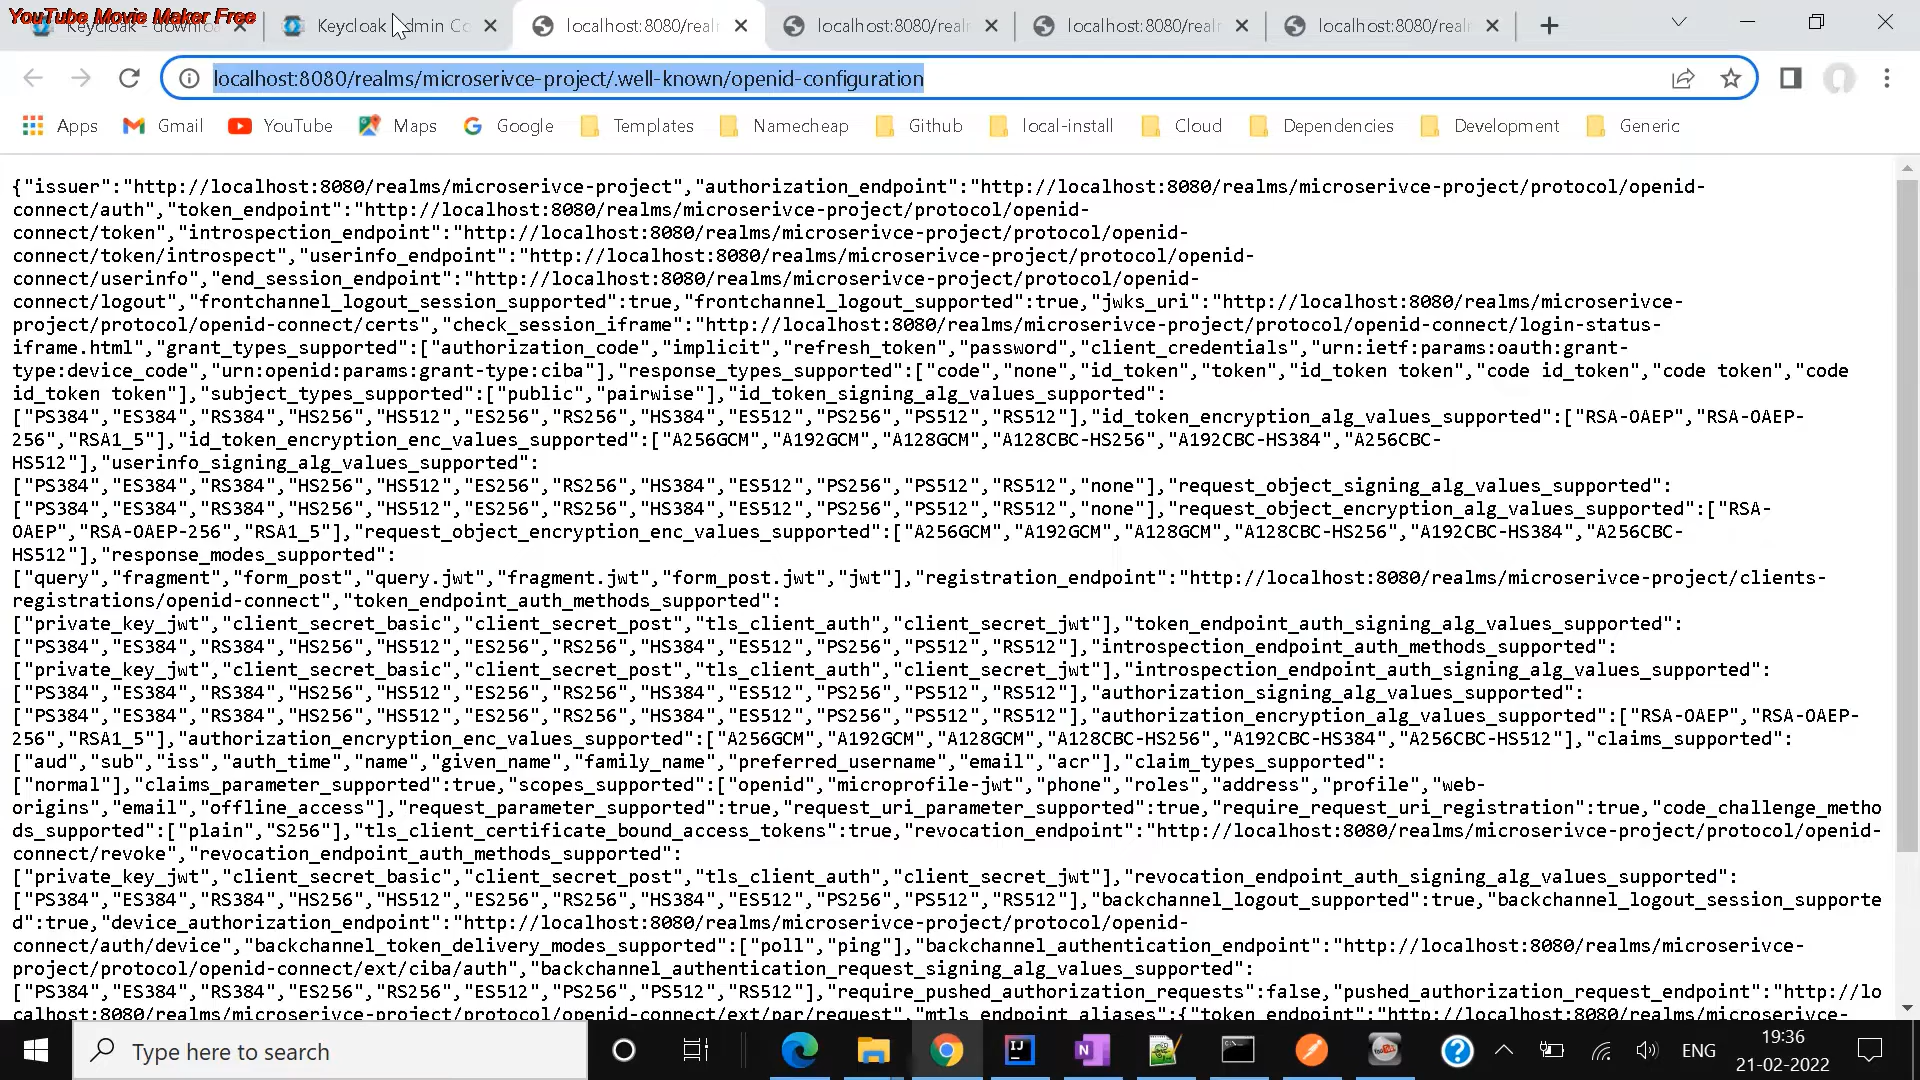 YouTube Movie Maker Free
Keycloak - downloa
Keycloak Admin Co
localhost:8080/real
localhost:8080/real
localhost:8080/real
localhost:8080/real
localhost:8080/realms/microserivce-project/.well-known/openid-configuration
Apps
Gmail
YouTube
Maps
Google
Templates
Namecheap
Github
local-install
Cloud
Dependencies
Development
Generic
{"issuer":"http://localhost:8080/realms/microserivce-project","authorization_endpoint":"http://localhost:8080/realms/microserivce-project/protocol/openid-
connect/auth","token_endpoint":"http://localhost:8080/realms/microserivce-project/protocol/openid-
connect/token","introspection_endpoint":"http://localhost:8080/realms/microserivce-project/protocol/openid-
connect/token/introspect","userinfo_endpoint":"http://localhost:8080/realms/microserivce-project/protocol/openid-
connect/userinfo","end_session_endpoint":"http://localhost:8080/realms/microserivce-project/protocol/openid-
connect/logout","frontchannel_logout_session_supported":true,"frontchannel_logout_supported":true,"jwks_uri":"http://localhost:8080/realms/microserivce-
project/protocol/openid-connect/certs","check_session_iframe":"http://localhost:8080/realms/microserivce-project/protocol/openid-connect/login-status-
iframe.html","grant_types_supported":["authorization_code","implicit","refresh_token","password","client_credentials","urn:ietf:params:oauth:grant-
type:device_code","urn:openid:params:grant-type:ciba"],"response_types_supported":["code","none","id_token","token","id_token token","code id_token","code token","code
id_token token"],"subject_types_supported":["public","pairwise"],"id_token_signing_alg_values_supported":
["PS384","ES384","RS384","HS256","HS512","ES256","RS256","HS384","ES512","PS256","PS512","RS512"],"id_token_encryption_alg_values_supported":["RSA-OAEP","RSA-OAEP-
256","RSA1_5"],"id_token_encryption_enc_values_supported":["A256GCM","A192GCM","A128GCM","A128CBC-HS256","A192CBC-HS384","A256CBC-
HS512"],"userinfo_signing_alg_values_supported":
["PS384","ES384","RS384","HS256","HS512","ES256","RS256","HS384","ES512","PS256","PS512","RS512","none"],"request_object_signing_alg_values_supported":
["PS384","ES384","RS384","HS256","HS512","ES256","RS256","HS384","ES512","PS256","PS512","RS512","none"],"request_object_encryption_alg_values_supported":["RSA-
OAEP","RSA-OAEP-256","RSA1_5"],"request_object_encryption_enc_values_supported":["A256GCM","A192GCM","A128GCM","A128CBC-HS256","A192CBC-HS384","A256CBC-
HS512"],"response_modes_supported":
["query","fragment","form_post","query.jwt","fragment.jwt","form_post.jwt","jwt"],"registration_endpoint":"http://localhost:8080/realms/microserivce-project/clients-
registrations/openid-connect","token_endpoint_auth_methods_supported":
["private_key_jwt","client_secret_basic","client_secret_post","tls_client_auth","client_secret_jwt"],"token_endpoint_auth_signing_alg_values_supported":
["PS384","ES384","RS384","HS256","HS512","ES256","RS256","HS384","ES512","PS256","PS512","RS512"],"introspection_endpoint_auth_methods_supported":
["private_key_jwt","client_secret_basic","client_secret_post","tls_client_auth","client_secret_jwt"],"introspection_endpoint_auth_signing_alg_values_supported":
["PS384","ES384","RS384","HS256","HS512","ES256","RS256","HS384","ES512","PS256","PS512","RS512"],"authorization_signing_alg_values_supported":
["PS384","ES384","RS384","HS256","HS512","ES256","RS256","HS384","ES512","PS256","PS512","RS512"],"authorization_encryption_alg_values_supported":["RSA-OAEP","RSA-OAEP-
256","RSA1_5"],"authorization_encryption_enc_values_supported":["A256GCM","A192GCM","A128GCM","A128CBC-HS256","A192CBC-HS384","A256CBC-HS512"],"claims_supported":
["aud","sub","iss","auth_time","name","given_name","family_name","preferred_username","email","acr"],"claim_types_supported":
["normal"],"claims_parameter_supported":true,"scopes_supported":["openid","microprofile-jwt","phone","roles","address","profile","web-
origins","email","offline_access"],"request_parameter_supported":true,"request_uri_parameter_supported":true,"require_request_uri_registration":true,"code_challenge_metho
ds_supported":["plain","S256"],"tls_client_certificate_bound_access_tokens":true,"revocation_endpoint":"http://localhost:8080/realms/microserivce-project/protocol/openid-
connect/revoke","revocation_endpoint_auth_methods_supported":
["private_key_jwt","client_secret_basic","client_secret_post","tls_client_auth","client_secret_jwt"],"revocation_endpoint_auth_signing_alg_values_supported":
["PS384","ES384","RS384","HS256","HS512","ES256","RS256","HS384","ES512","PS256","PS512","RS512"],"backchannel_logout_supported":true,"backchannel_logout_session_supporte
d":true,"device_authorization_endpoint":"http://localhost:8080/realms/microserivce-project/protocol/openid-
connect/auth/device","backchannel_token_delivery_modes_supported":["poll","ping"],"backchannel_authentication_endpoint":"http://localhost:8080/realms/microserivce-
project/protocol/openid-connect/ext/ciba/auth","backchannel_authentication_request_signing_alg_values_supported":
["PS384","ES384","RS384","ES256","RS256","ES512","PS256","PS512","RS512"],"require_pushed_authorization_requests":false,"pushed_authorization_request_endpoint":"http://lo
calhost:8080/realms/microserivce-project/protocol/openid-connect/ext/par/request","mtls_endpoint_aliases":{"token_endpoint":"http://localhost:8080/realms/microserivce-
Type here to search
ENG
19:36
21-02-2022